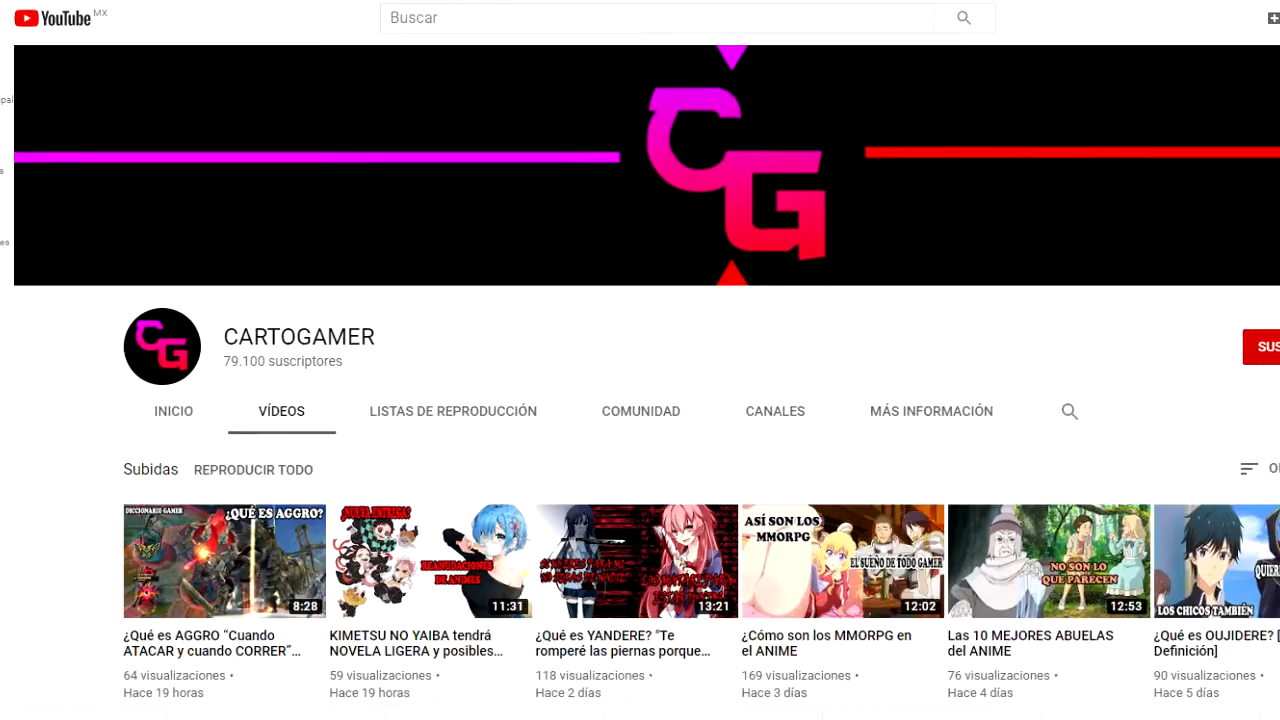 YouTube MX
Buscar
ipal
CG
CG
CARTOGAMER
79.100 suscriptores
SUS
INICIO
VÍDEOS
LISTAS DE REPRODUCCIÓN
COMUNIDAD
CANALES
MÁS INFORMACIÓN
Subidas
REPRODUCIR TODO
DICCIONARIO GAMER
¿QUÉ ES AGGRO?
8:28
¿Qué es AGGRO “Cuando
ATACAR y cuando CORRER”...
64 visualizaciones •
Hace 19 horas
¿NUEVA ENTREGA?
REANUDACIONES
DE ANIMES
11:31
KIMETSU NO YAIBA tendrá
NOVELA LIGERA y posibles...
59 visualizaciones •
Hace 19 horas
13:21
¿Qué es YANDERE? "Te
romperé las piernas porque...
118 visualizaciones •
Hace 2 días
ASÍ SON LOS
MMORPG
EL SUEÑO DE TODO GAMER
12:02
¿Cómo son los MMORPG en
el ANIME
169 visualizaciones •
Hace 3 días
NO SON LO
QUE PARECEN
12:53
Las 10 MEJORES ABUELAS
del ANIME
76 visualizaciones •
Hace 4 días
LOS CHICOS TAMBIÉN
¿Qué es OUJIDERE? [
Definición]
90 visualizaciones •
Hace 5 días